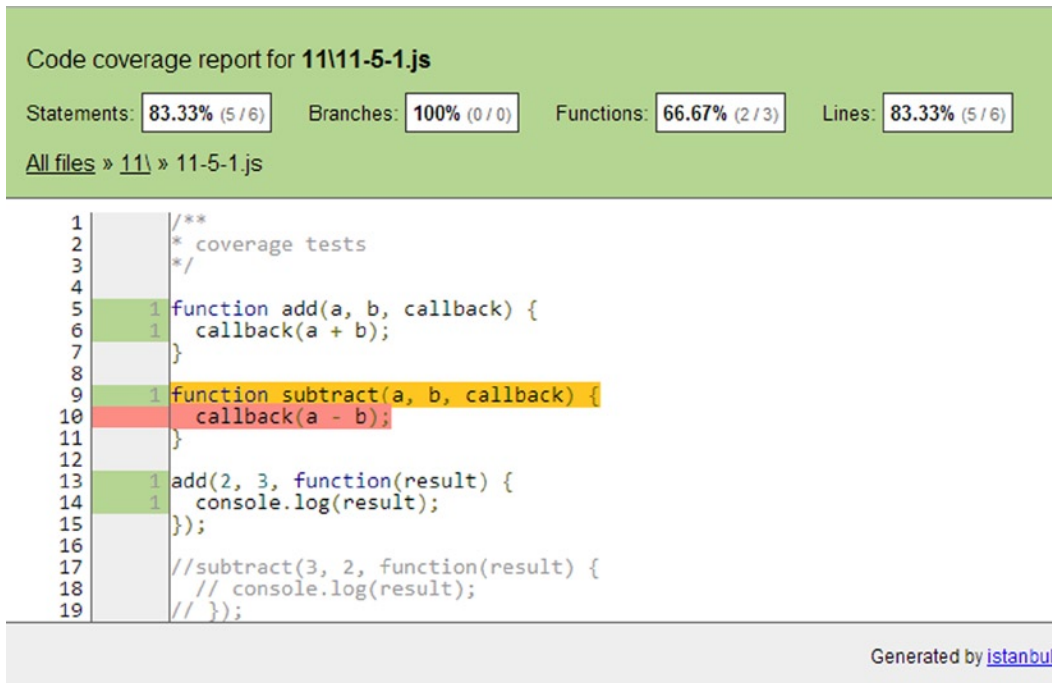 Code coverage report for 11\11-5-1.js
Statements: 83.33% (5 / 6) Branches: 100% (0 / 0) Functions: 66.67% (2 / 3) Lines: 83.33% (5 / 6)
All files » 11\ » 11-5-1.js
1 /**
2 * coverage tests
3 */
4
5 1 function add(a, b, callback) {
6 1 callback(a + b);
7 }
8
9 1 function subtract(a, b, callback) {
10 callback(a - b);
11 }
12
13 1 add(2, 3, function(result) {
14 1 console.log(result);
15 });
16
17 //subtract(3, 2, function(result) {
18 // console.log(result);
19 // });
Generated by istanbul